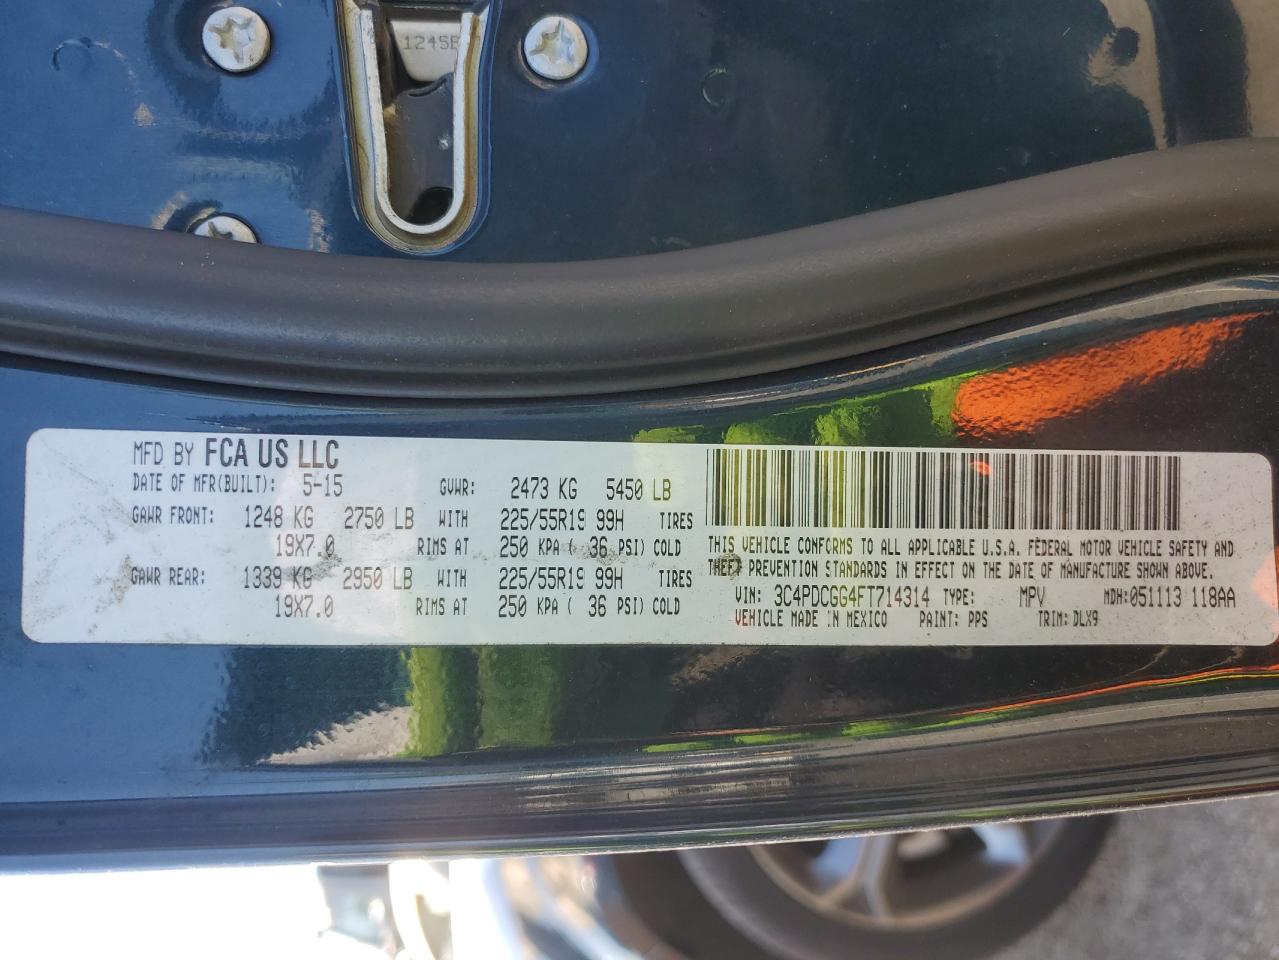 1245B
MFD BY FCA US LLC
DATE OF MFR(BUILT): 5-15 GVWR: 2473 KG 5450 LB
GAWR FRONT: 1248 KG 2750 LB WITH 225/55R19 99H TIRES
19X7.0 RIMS AT 250 KPA ( 36 PSI) COLD
GAWR REAR: 1339 KG 2950 LB WITH 225/55R19 99H TIRES
19X7.0 RIMS AT 250 KPA ( 36 PSI) COLD
THIS VEHICLE CONFORMS TO ALL APPLICABLE U.S.A. FEDERAL MOTOR VEHICLE SAFETY AND
THEFT PREVENTION STANDARDS IN EFFECT ON THE DATE OF MANUFACTURE SHOWN ABOVE.
VIN: 3C4PDCGG4FT714314 TYPE: MPV MDH: 051113 118AA
VEHICLE MADE IN MEXICO PAINT: PPS TRIM: DLX9